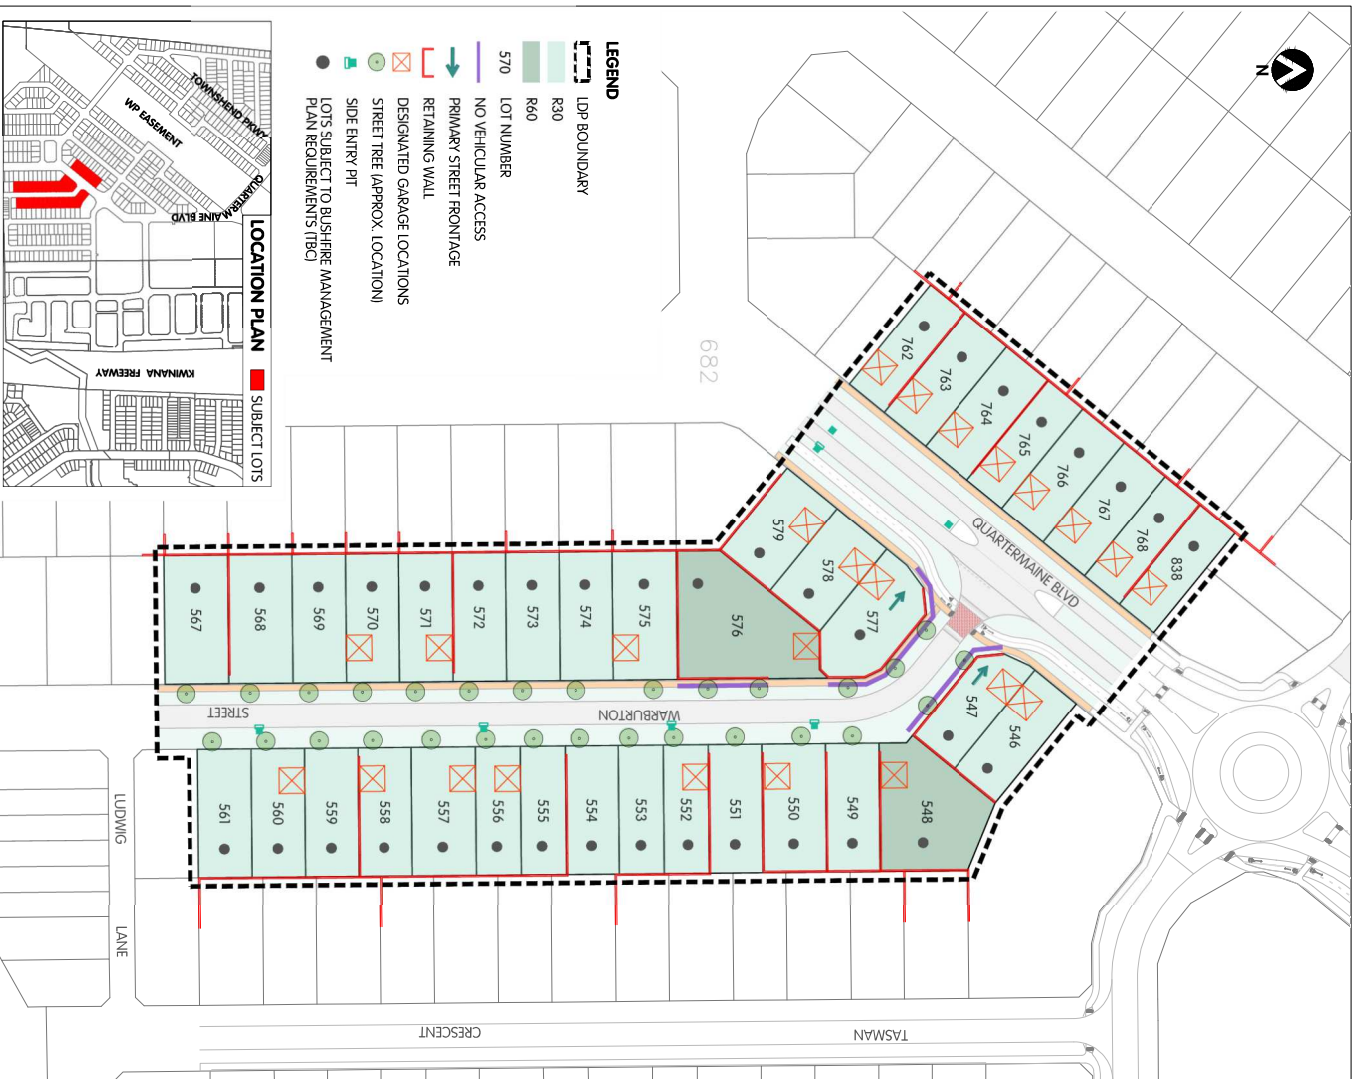 LEGEND
LDP BOUNDARY
R30
R60
570 LOT NUMBER
NO VEHICULAR ACCESS
PRIMARY STREET FRONTAGE
RETAINING WALL
DESIGNATED GARAGE LOCATIONS
STREET TREE (APPROX. LOCATION)
SIDE ENTRY PIT
LOTS SUBJECT TO BUSHFIRE MANAGEMENT
PLAN REQUIREMENTS (TBC)
N
LOCATION PLAN
SUBJECT LOTS
TOWNSHEND PKWY
WP EASEMENT
QUARTERMAINE BLVD
KWINANA FREEWAY
682
762
763
764
765
766
767
768
838
QUARTERMAINE BLVD
579
578
577
576
575
574
573
572
571
570
569
568
567
547
546
WARBURTON
STREET
561
560
559
558
557
556
555
554
553
552
551
550
549
548
LUDWIG
LANE
TASMAN
CRESCENT